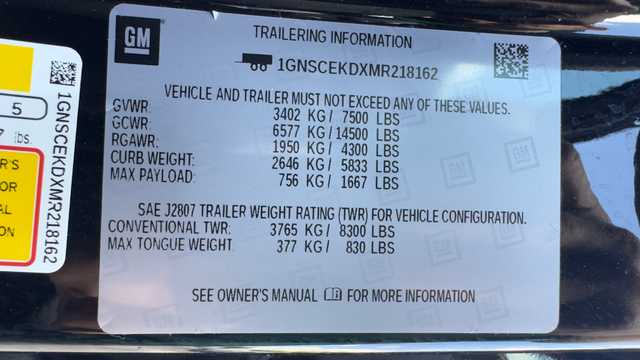 GM
TRAILERING INFORMATION
1GNSCEKDXMR218162
VEHICLE AND TRAILER MUST NOT EXCEED ANY OF THESE VALUES.
GVWR: 3402 KG/ 7500 LBS
GCWR: 6577 KG/ 14500 LBS
RGAWR: 1950 KG/ 4300 LBS
CURB WEIGHT: 2646 KG/ 5833 LBS
MAX PAYLOAD: 756 KG/ 1667 LBS
SAE J2807 TRAILER WEIGHT RATING (TWR) FOR VEHICLE CONFIGURATION.
CONVENTIONAL TWR: 3765 KG/ 8300 LBS
MAX TONGUE WEIGHT: 377 KG/ 830 LBS
SEE OWNER'S MANUAL FOR MORE INFORMATION
5
lbs
1GNSCEKDXMR218162
OWNER'S